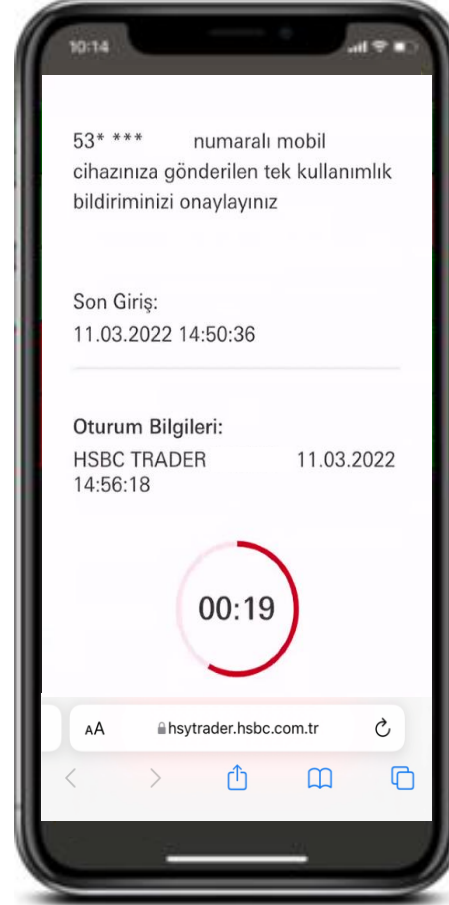 10:14
53* *** numaralı mobil
cihazınıza gönderilen tek kullanımlık
bildiriminizi onaylayınız
Son Giriş:
11.03.2022 14:50:36
Oturum Bilgileri:
HSBC TRADER 11.03.2022
14:56:18
00:19
AA hsytrader.hsbc.com.tr